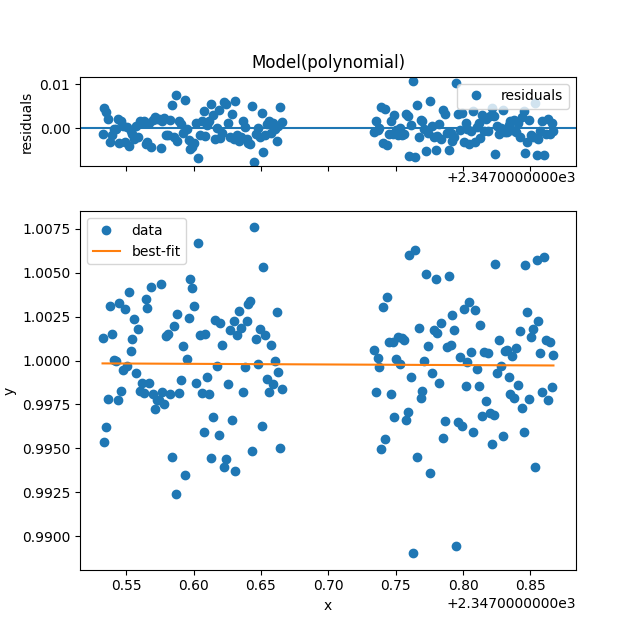 Model(polynomial)
0.01
0.00
residuals
residuals
+2.3470000000e3
1.0075
1.0050
1.0025
1.0000
0.9975
0.9950
0.9925
0.9900
y
data
best-fit
0.55
0.60
0.65
0.70
0.75
0.80
0.85
x
+2.3470000000e3